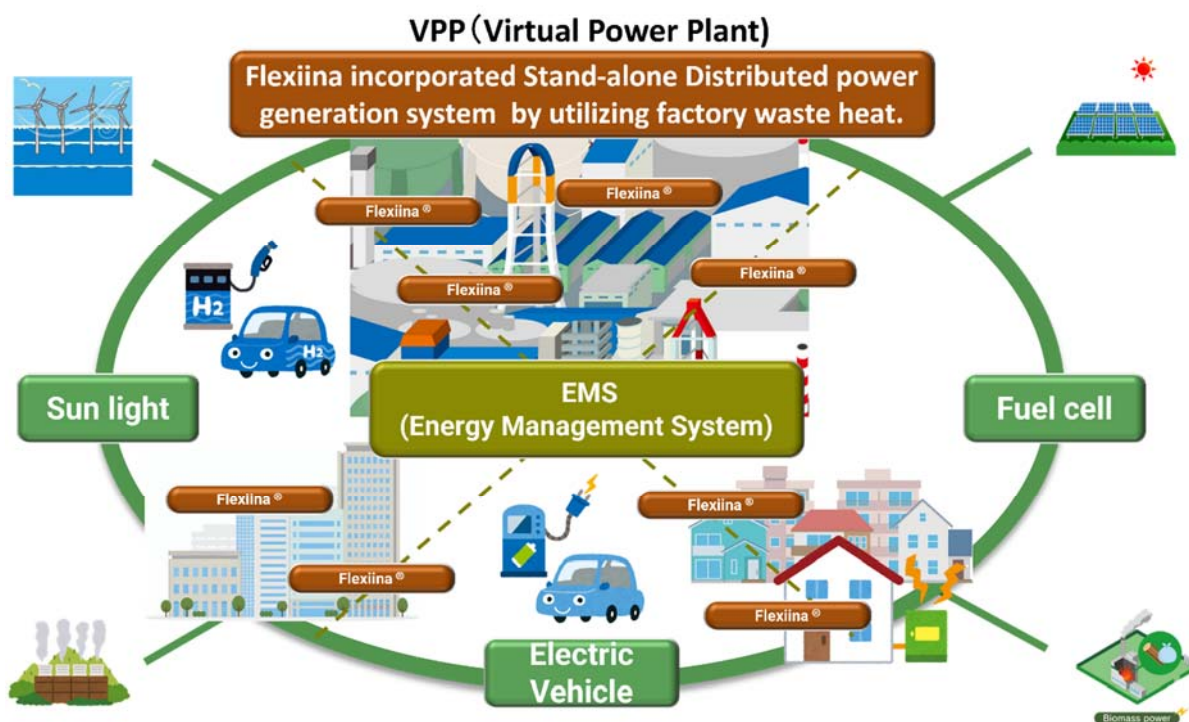 VPP（Virtual Power Plant)
Flexiina incorporated Stand-alone Distributed power
generation system by utilizing factory waste heat.
Flexiina ®
Flexiina ®
Flexiina ®
Flexiina ®
H2
H2
Sun light
EMS
(Energy Management System)
Fuel cell
Flexiina ®
Flexiina ®
Flexiina ®
Flexiina ®
Electric
Vehicle
Biomass power